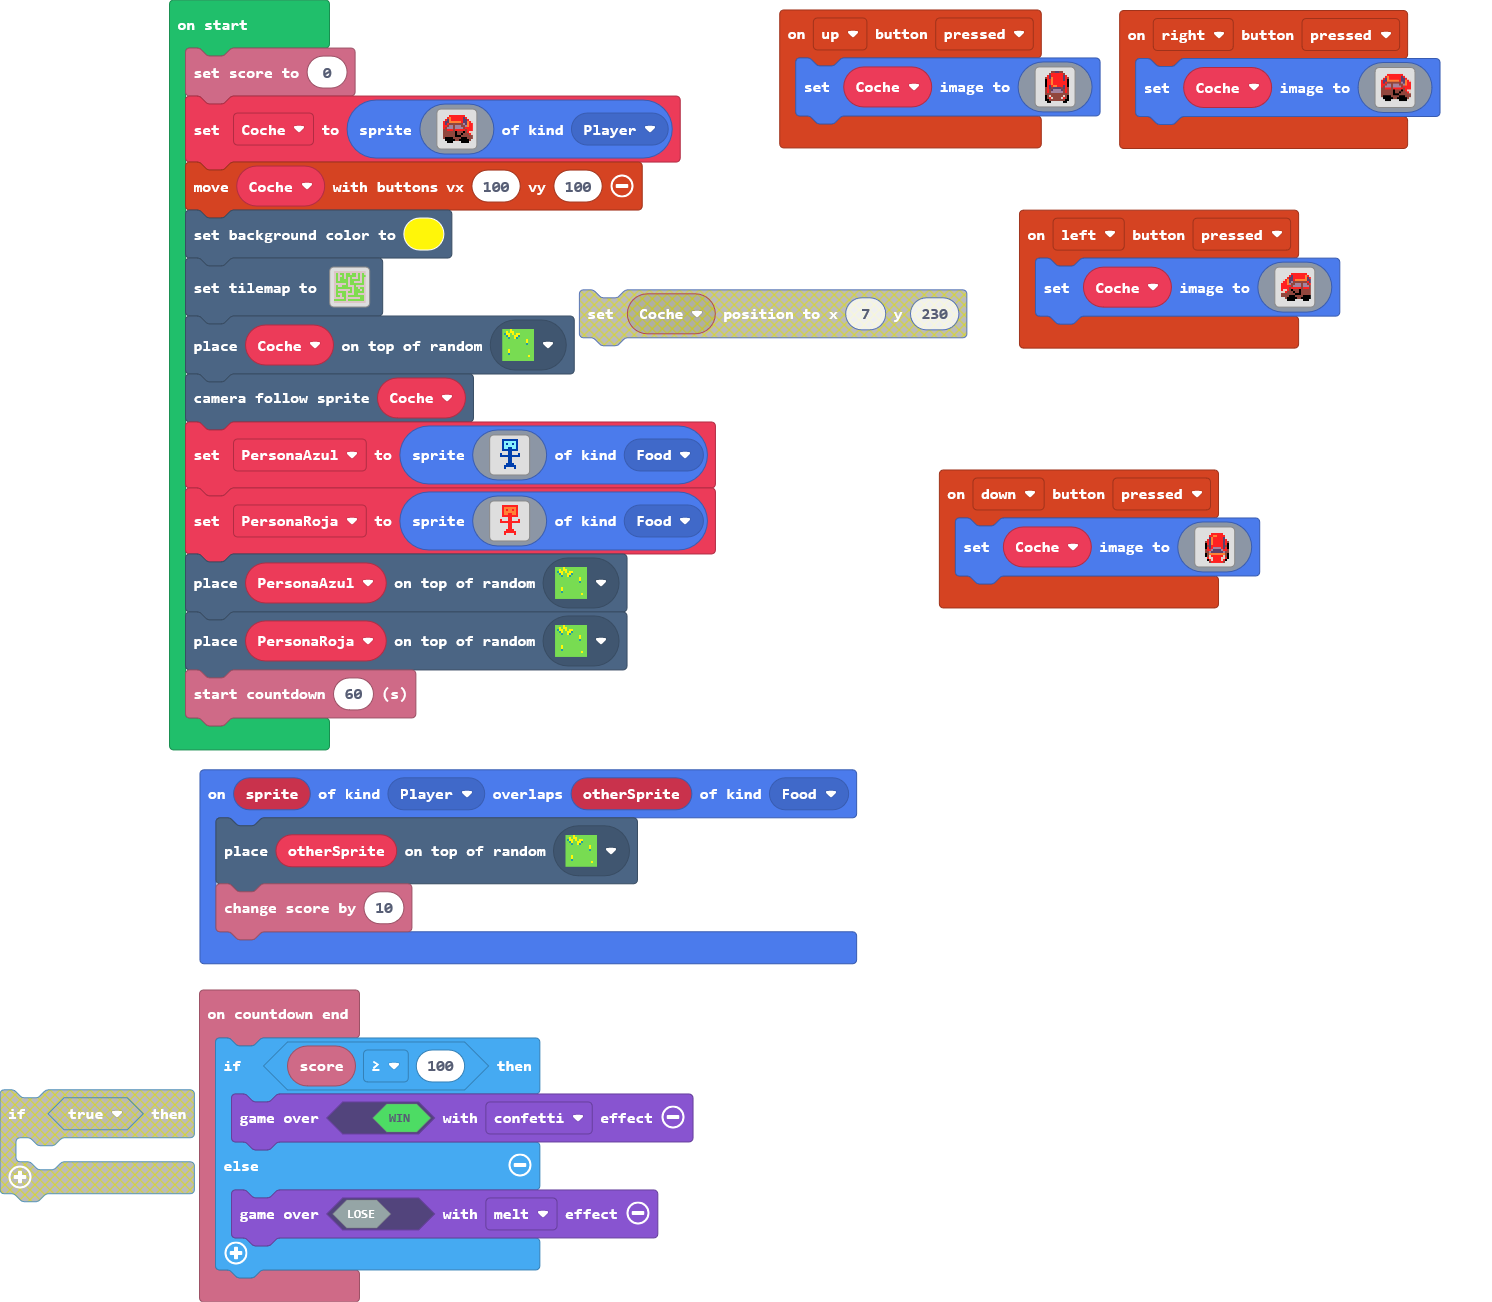 on start
set score to 0
set Coche to sprite of kind Player
move Coche with buttons vx 100 vy 100
set background color to
set tilemap to
place Coche on top of random
camera follow sprite Coche
set PersonaAzul to sprite of kind Food
set PersonaRoja to sprite of kind Food
place PersonaAzul on top of random
place PersonaRoja on top of random
start countdown 60 (s)
on up button pressed
set Coche image to
on right button pressed
set Coche image to
set Coche position to x 7 y 230
on left button pressed
set Coche image to
on down button pressed
set Coche image to
on sprite of kind Player overlaps otherSprite of kind Food
place otherSprite on top of random
change score by 10
on countdown end
if score ≥ 100 then
game over WIN with confetti effect
else
game over LOSE with melt effect
if true then